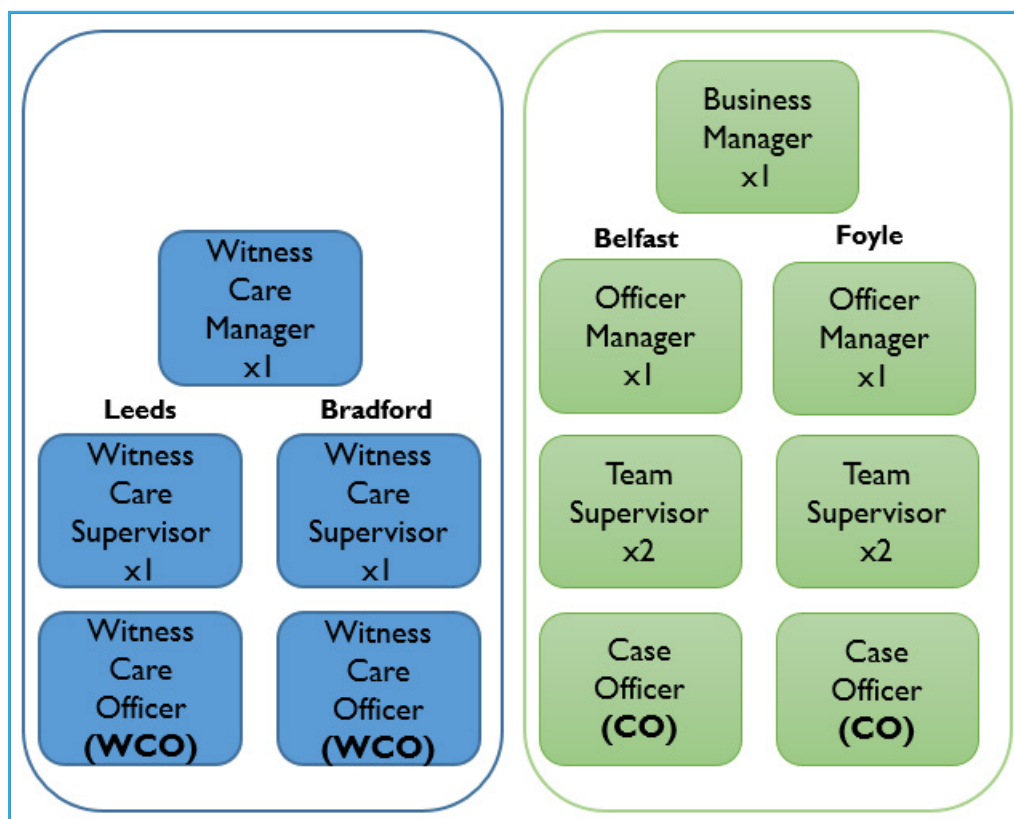 Witness
Care
Manager
x1
Leeds
Bradford
Witness
Care
Supervisor
x1
Witness
Care
Supervisor
x1
Witness
Care
Officer
(WCO)
Witness
Care
Officer
(WCO)
Business
Manager
x1
Belfast
Foyle
Officer
Manager
x1
Officer
Manager
x1
Team
Supervisor
x2
Team
Supervisor
x2
Case
Officer
(CO)
Case
Officer
(CO)